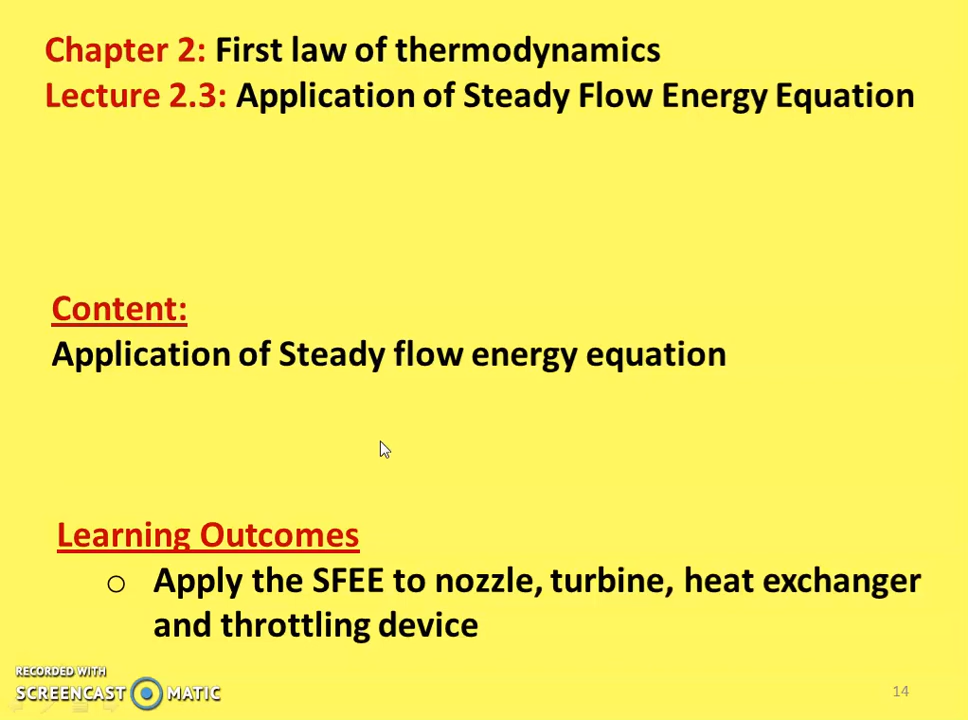 Chapter 2: First law of thermodynamics
Lecture 2.3: Application of Steady Flow Energy Equation
Content:
Application of Steady flow energy equation
Learning Outcomes
o Apply the SFEE to nozzle, turbine, heat exchanger
and throttling device
RECORDED WITH
SCREENCAST MATIC
14